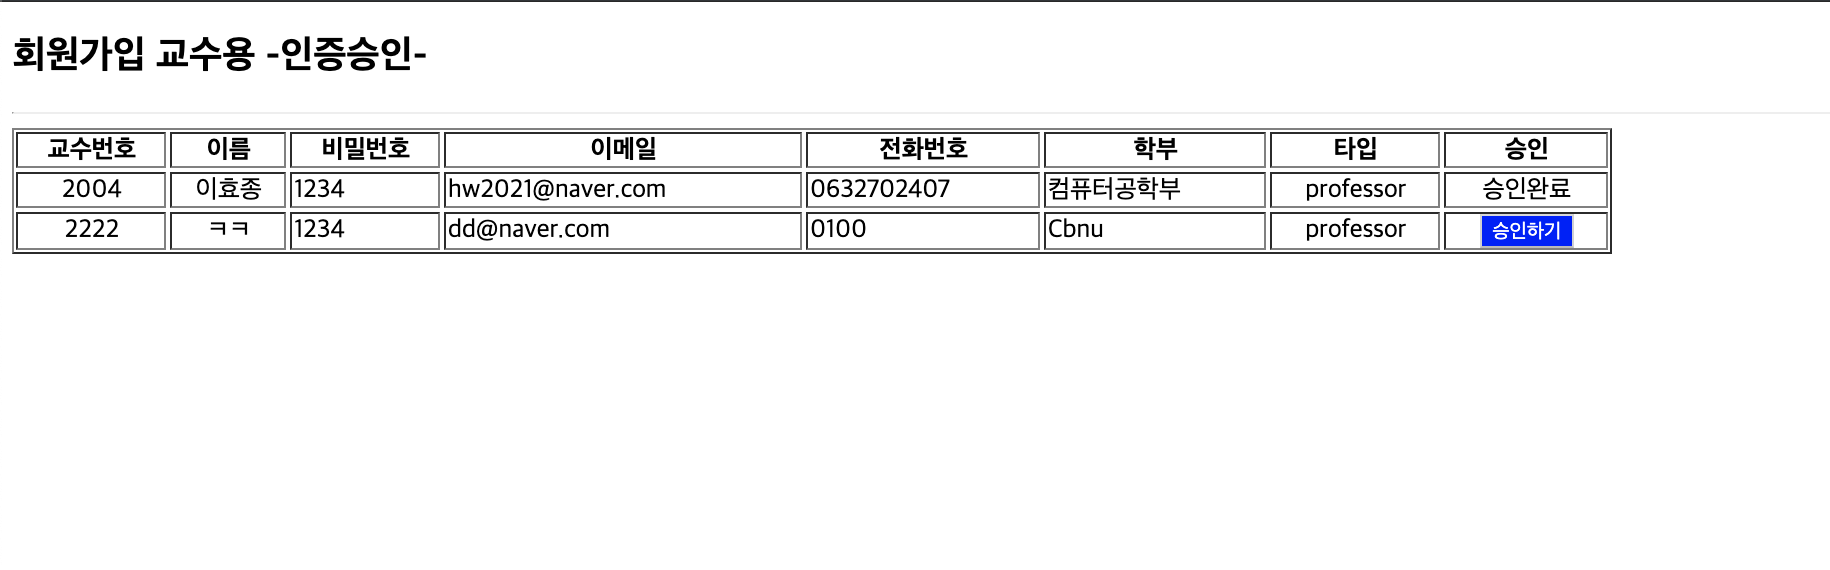 회원가입 교수용 -인증승인-
교수번호 이름 비밀번호 이메일 전화번호 학부 타입 승인
2004 이효종 1234 hw2021@naver.com 0632702407 컴퓨터공학부 professor 승인완료
2222 ㅋㅋ 1234 dd@naver.com 0100 Cbnu professor 승인하기